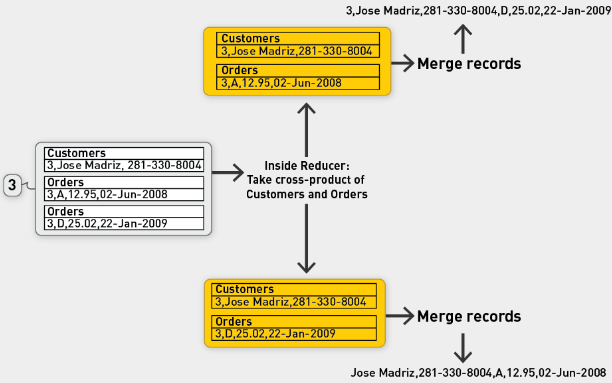 3,Jose Madriz,281-330-8004,D,25.02,22-Jan-2009
Customers
3,Jose Madriz,281-330-8004
Orders
3,A,12.95,02-Jun-2008
Merge records
Customers
3,Jose Madriz, 281-330-8004
Orders
3,A,12.95,02-Jun-2008
Orders
3,D,25.02,22-Jan-2009
3
Inside Reducer:
Take cross-product of
Customers and Orders
Customers
3,Jose Madriz,281-330-8004
Orders
3,D,25.02,22-Jan-2009
Merge records
Jose Madriz,281-330-8004,A,12.95,02-Jun-2008